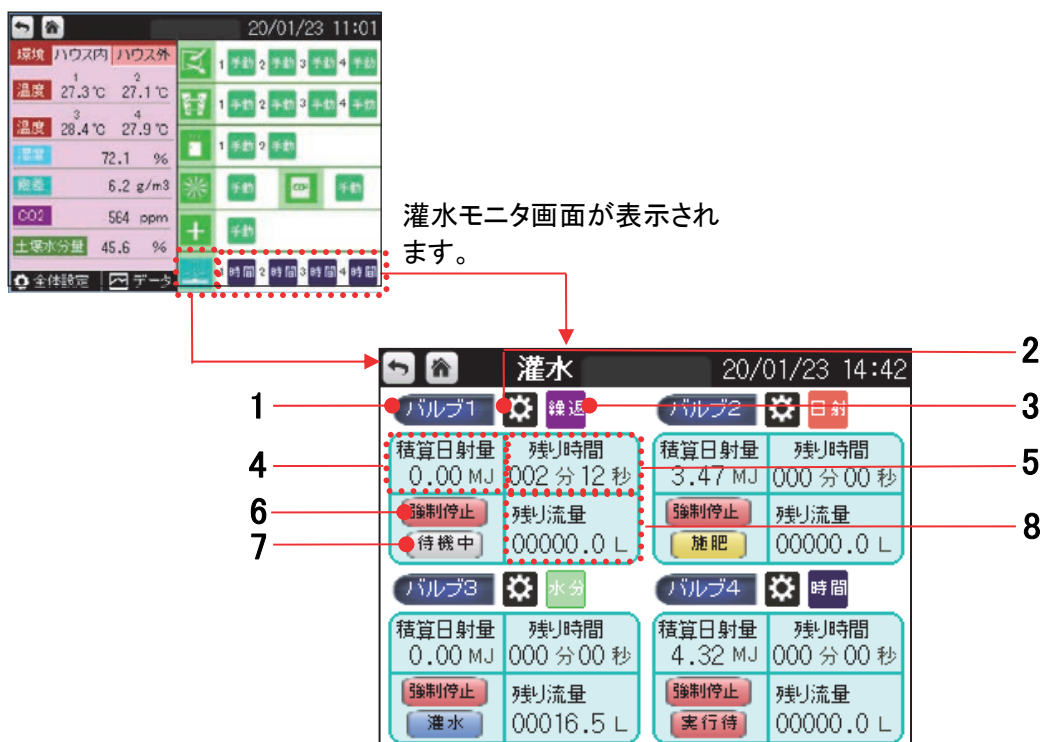 20/01/23 11:01
環境 ハウス内 ハウス外
1 手動 2 手動 3 手動 4 手動
1 2
温度 27.3℃ 27.1℃
1 手動 2 手動 3 手動 4 手動
3 4
温度 28.4℃ 27.9℃
1 手動 2 手動
湿度 72.1 %
飽差 6.2 g/m3
手動 手動
CO2 564 ppm
手動
土壌水分量 45.6 %
1 時間 2 時間 3 時間 4 時間
全体設定 データ
灌水モニタ画面が表示され
ます。
灌水 20/01/23 14:42
2
1 バルブ1 繰返 バルブ2 日射 3
4 積算日射量 残り時間 積算日射量 残り時間 5
0.00 MJ 002 分 12 秒 3.47 MJ 000 分 00 秒
6 強制停止 残り流量 強制停止 残り流量 8
7 待機中 00000.0 L 施肥 00000.0 L
バルブ3 水分 バルブ4 時間
積算日射量 残り時間 積算日射量 残り時間
0.00 MJ 000 分 00 秒 4.32 MJ 000 分 00 秒
強制停止 残り流量 強制停止 残り流量
灌水 00016.5 L 実行待 00000.0 L